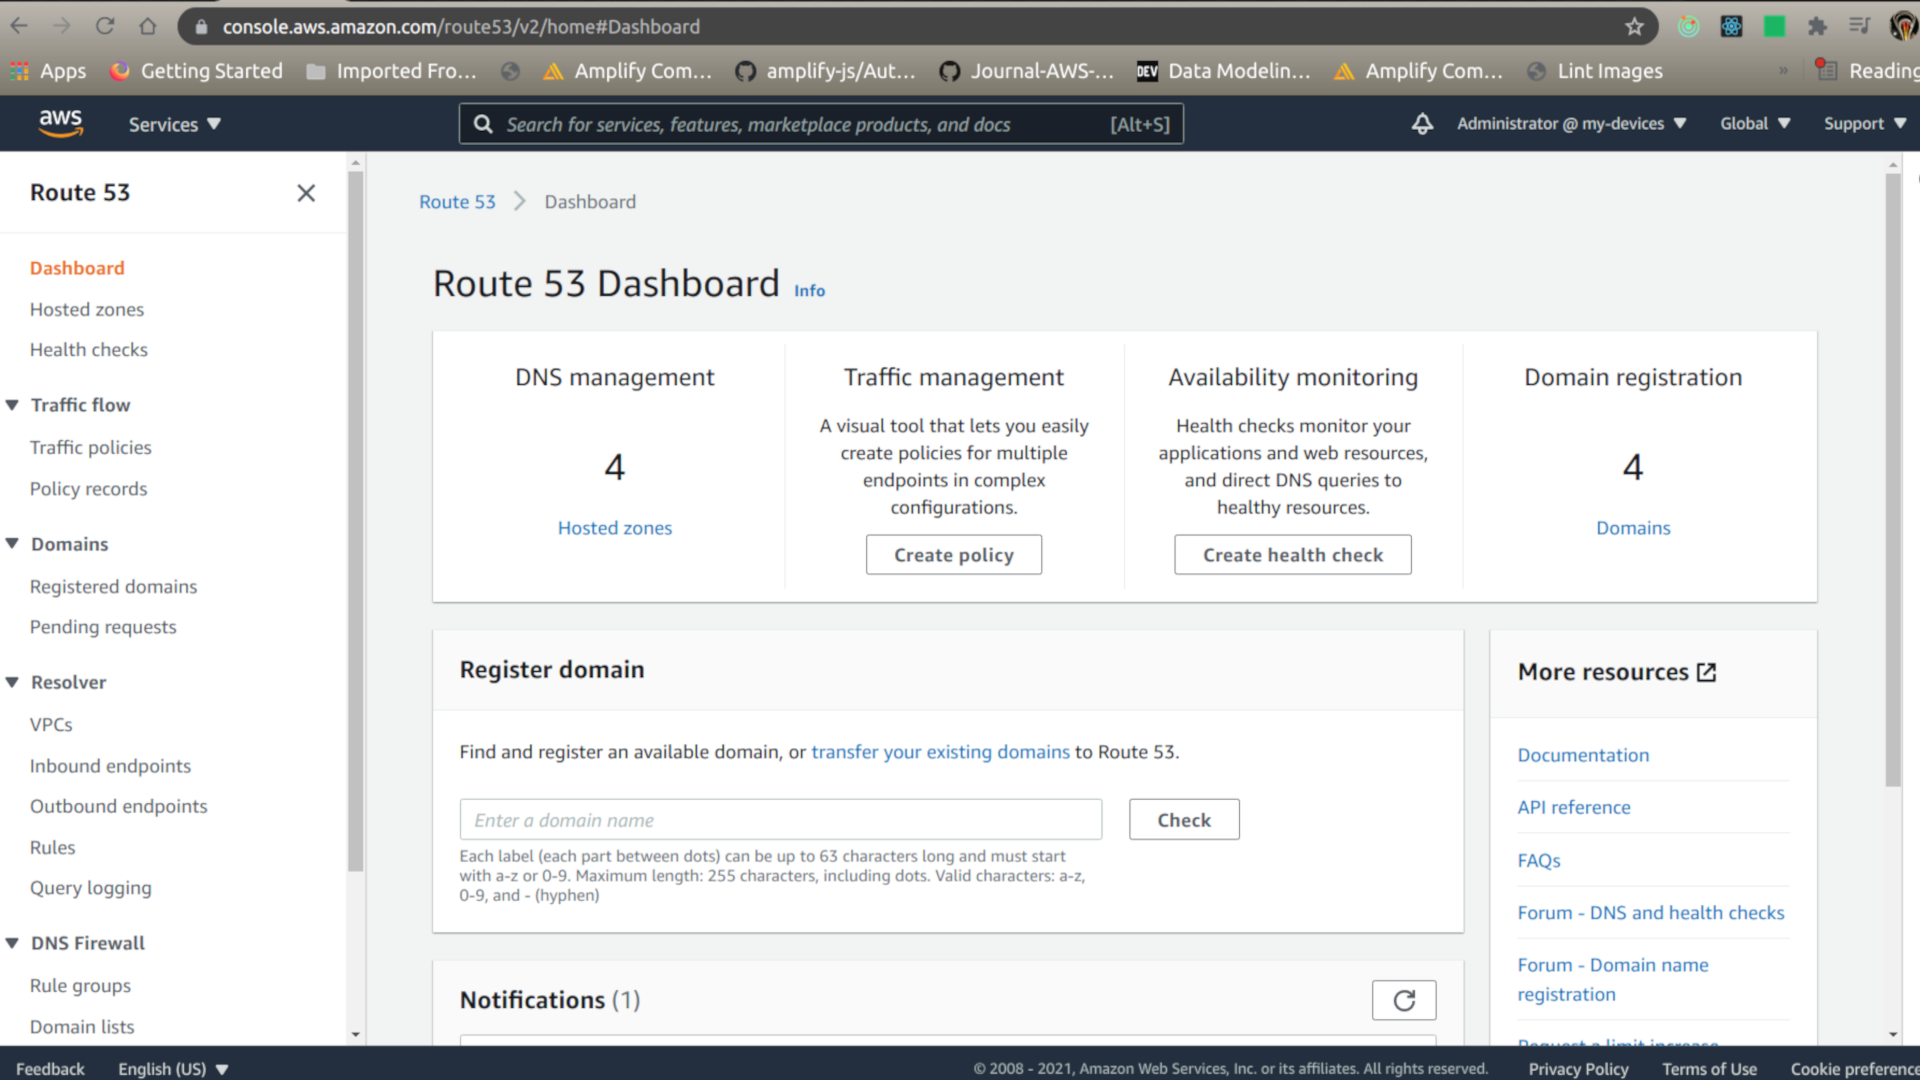 console.aws.amazon.com/route53/v2/home#Dashboard
Apps
Getting Started
Imported Fro...
Amplify Com...
amplify-js/Aut...
Journal-AWS-...
DEV Data Modelin...
Amplify Com...
Lint Images
»
Reading
aws
Services
Search for services, features, marketplace products, and docs
[Alt+S]
Administrator @ my-devices
Global
Support
Route 53
Dashboard
Hosted zones
Health checks
Traffic flow
Traffic policies
Policy records
Domains
Registered domains
Pending requests
Resolver
VPCs
Inbound endpoints
Outbound endpoints
Rules
Query logging
DNS Firewall
Rule groups
Domain lists
Route 53 > Dashboard
Route 53 Dashboard Info
DNS management
4
Hosted zones
Traffic management
A visual tool that lets you easily
create policies for multiple
endpoints in complex
configurations.
Create policy
Availability monitoring
Health checks monitor your
applications and web resources,
and direct DNS queries to
healthy resources.
Create health check
Domain registration
4
Domains
Register domain
Find and register an available domain, or transfer your existing domains to Route 53.
Enter a domain name
Check
Each label (each part between dots) can be up to 63 characters long and must start
with a-z or 0-9. Maximum length: 255 characters, including dots. Valid characters: a-z,
0-9, and - (hyphen)
Notifications (1)
More resources
Documentation
API reference
FAQs
Forum - DNS and health checks
Forum - Domain name
registration
Request a limit increase
Feedback
English (US)
© 2008 - 2021, Amazon Web Services, Inc. or its affiliates. All rights reserved.
Privacy Policy
Terms of Use
Cookie preference